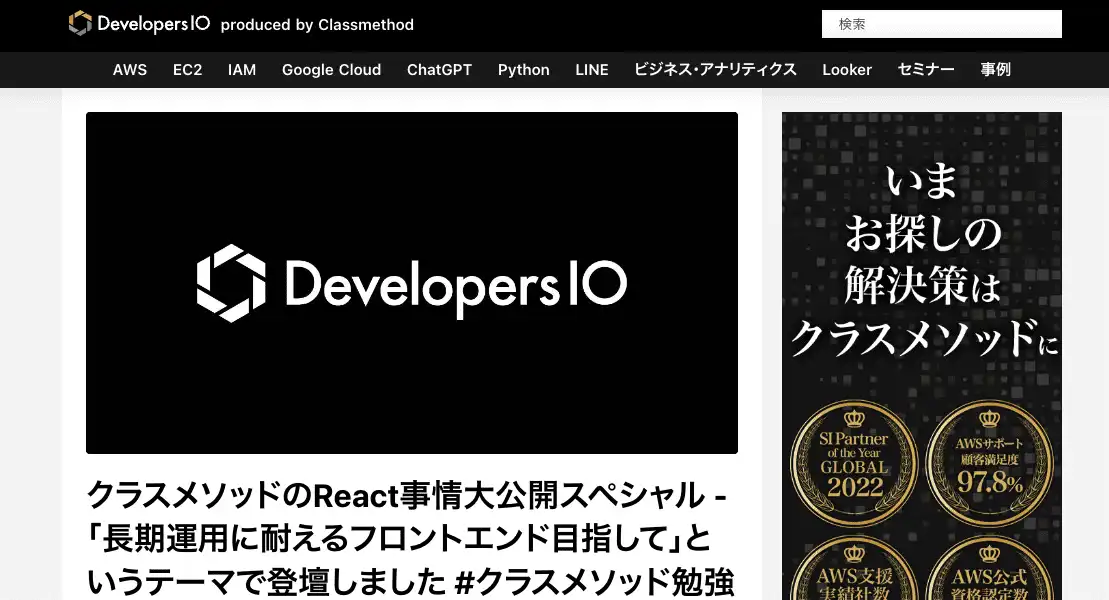 DevelopersIO produced by Classmethod
検索
AWS EC2 IAM Google Cloud ChatGPT Python LINE ビジネス・アナリティクス Looker セミナー 事例
DevelopersIO
クラスメソッドのReact事情大公開スペシャル -
「長期運用に耐えるフロントエンド目指して」と
いうテーマで登壇しました #クラスメソッド勉強
いま
お探しの
解決策は
クラスメソッドに
SI Partner
of the Year
GLOBAL
2022
AWSサポート
顧客満足度
97.8%
AWS支援
実績社数
AWS公式
資格認定数